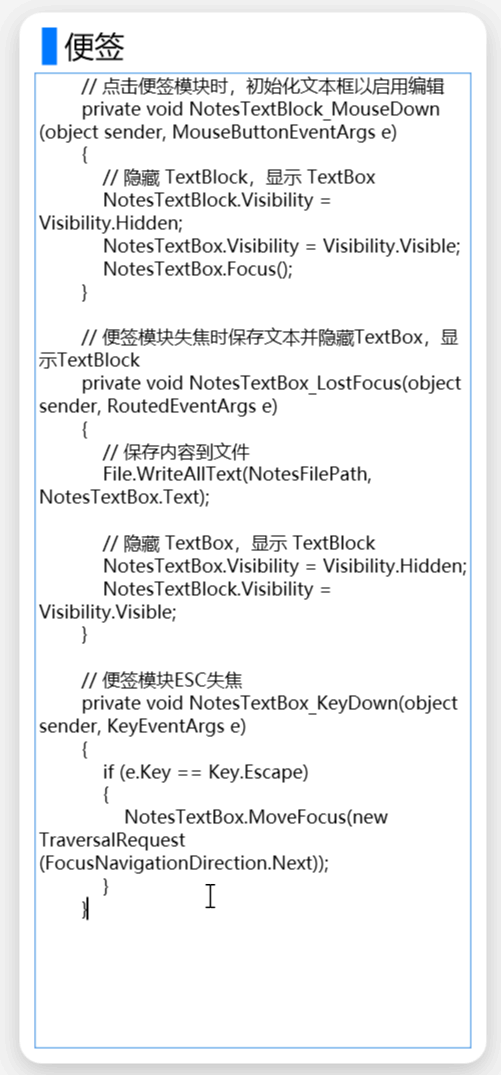 便签
// 点击便签模块时，初始化文本框以启用编辑
private void NotesTextBlock_MouseDown
(object sender, MouseButtonEventArgs e)
{
// 隐藏 TextBlock，显示 TextBox
NotesTextBlock.Visibility =
Visibility.Hidden;
NotesTextBox.Visibility = Visibility.Visible;
NotesTextBox.Focus();
}
// 便签模块失焦时保存文本并隐藏TextBox，显
示TextBlock
private void NotesTextBox_LostFocus(object
sender, RoutedEventArgs e)
{
// 保存内容到文件
File.WriteAllText(NotesFilePath,
NotesTextBox.Text);
// 隐藏 TextBox，显示 TextBlock
NotesTextBox.Visibility = Visibility.Hidden;
NotesTextBlock.Visibility =
Visibility.Visible;
}
// 便签模块ESC失焦
private void NotesTextBox_KeyDown(object
sender, KeyEventArgs e)
{
if (e.Key == Key.Escape)
{
NotesTextBox.MoveFocus(new
TraversalRequest
(FocusNavigationDirection.Next));
}
}